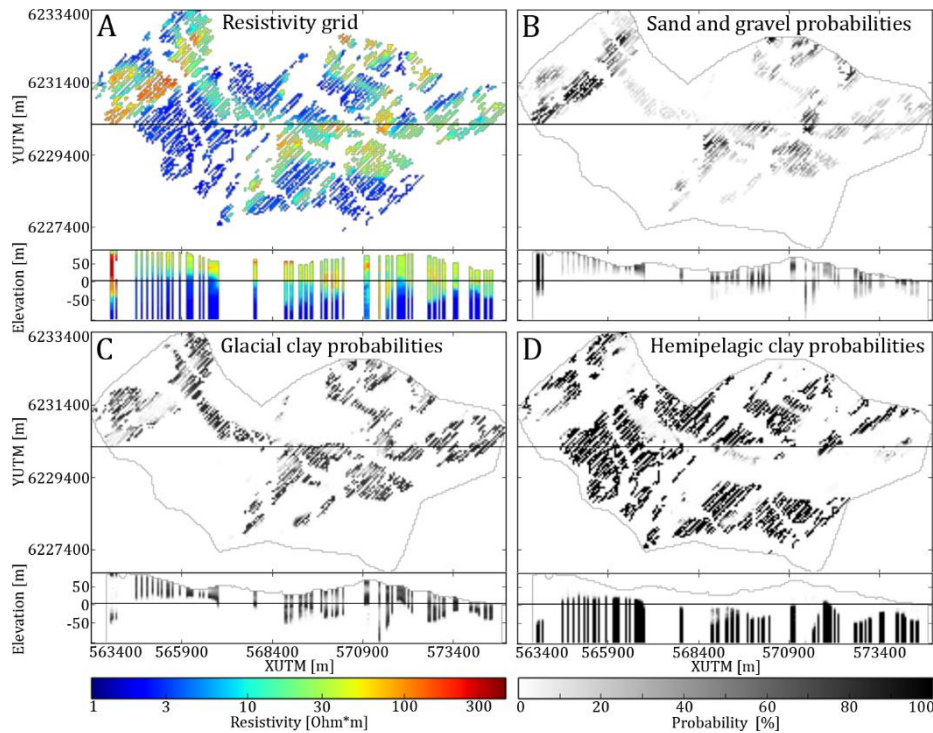 A Resistivity grid
B Sand and gravel probabilities
6233400
6231400
6229400
6227400
YUTM [m]
50
0
-50
Elevation [m]
C Glacial clay probabilities
D Hemipelagic clay probabilities
6233400
6231400
6229400
6227400
YUTM [m]
50
0
-50
Elevation [m]
563400 565900 568400 570900 573400
XUTM [m]
563400 565900 568400 570900 573400
XUTM [m]
1 3 10 30 100 300
Resistivity [Ohm*m]
0 20 40 60 80 100
Probability [%]